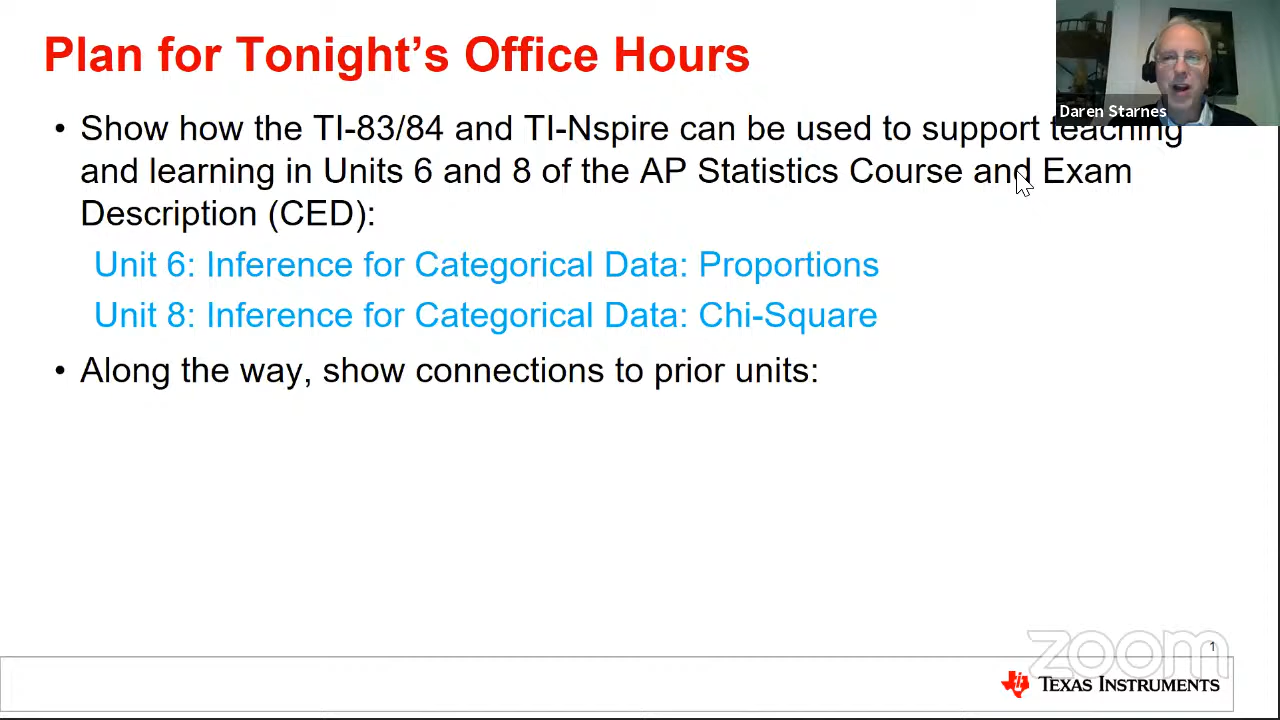 Plan for Tonight's Office Hours
Daren Starnes
• Show how the TI-83/84 and TI-Nspire can be used to support teaching
and learning in Units 6 and 8 of the AP Statistics Course and Exam
Description (CED):
Unit 6: Inference for Categorical Data: Proportions
Unit 8: Inference for Categorical Data: Chi-Square
• Along the way, show connections to prior units:
zoom
1
TEXAS INSTRUMENTS